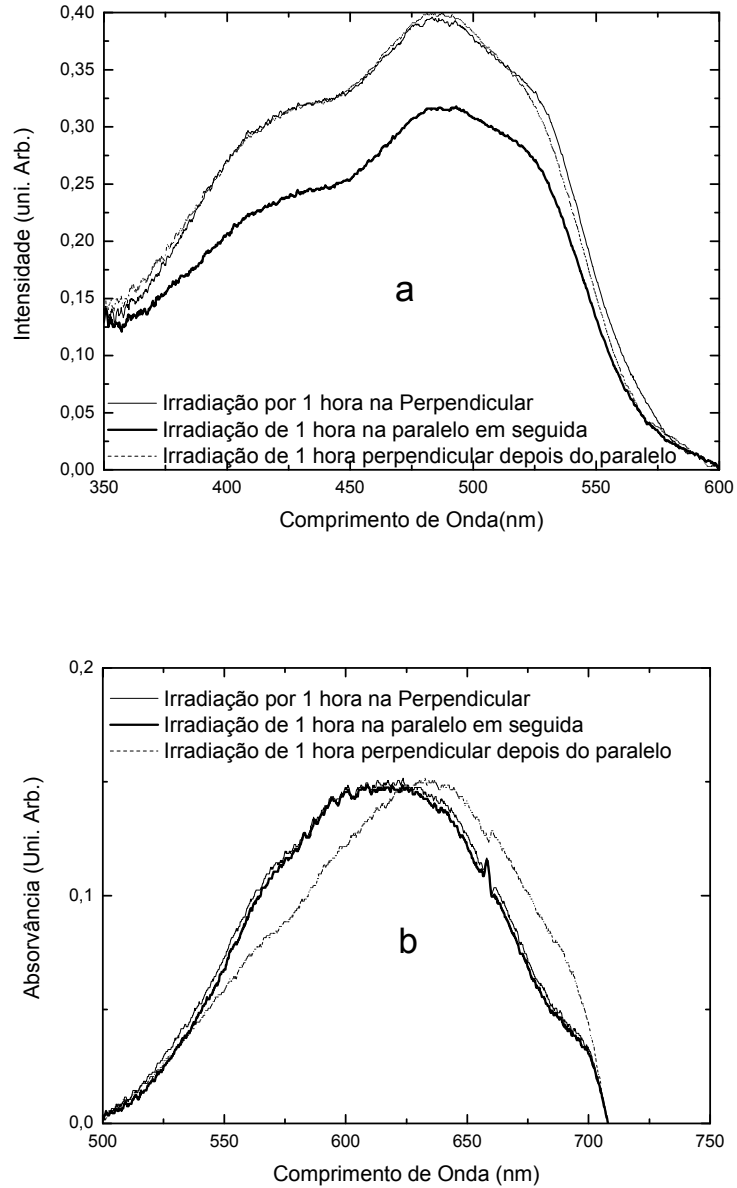 0,40
0,35
0,30
0,25
0,20
0,15
0,10
0,05
0,00
Intensidade (uni. Arb.)
a
Irradiação por 1 hora na Perpendicular
Irradiação de 1 hora na paralelo em seguida
Irradiação de 1 hora perpendicular depois do paralelo
350 400 450 500 550 600
Comprimento de Onda(nm)
0,2
0,1
0,0
Absorvância (Uni. Arb.)
Irradiação por 1 hora na Perpendicular
Irradiação de 1 hora na paralelo em seguida
Irradiação de 1 hora perpendicular depois do paralelo
b
500 550 600 650 700 750
Comprimento de Onda (nm)